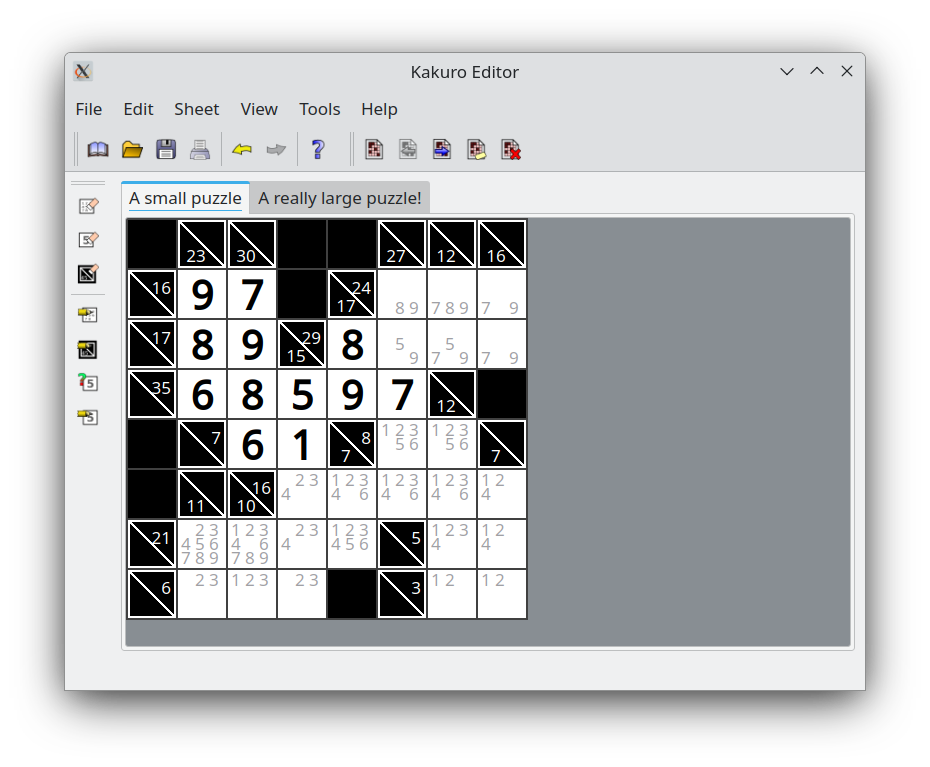 Kakuro Editor
File Edit Sheet View Tools Help
A small puzzle A really large puzzle!
23 30 27 12 16
16 9 7 24 17 8 9 7 8 9 7 9
17 8 9 29 15 8 5 9 5 7 9 7 9
35 6 8 5 9 7 12
7 6 1 8 7 1 2 3 5 6 1 2 3 5 6 7
11 16 10 2 3 4 1 2 3 4 6 1 2 3 4 6 1 2 3 4 6 1 2 4
21 2 3 4 5 6 7 8 9 1 2 3 4 6 7 8 9 2 3 4 1 2 3 4 5 6 5 1 2 3 4 1 2 4
6 2 3 1 2 3 2 3 3 1 2 1 2